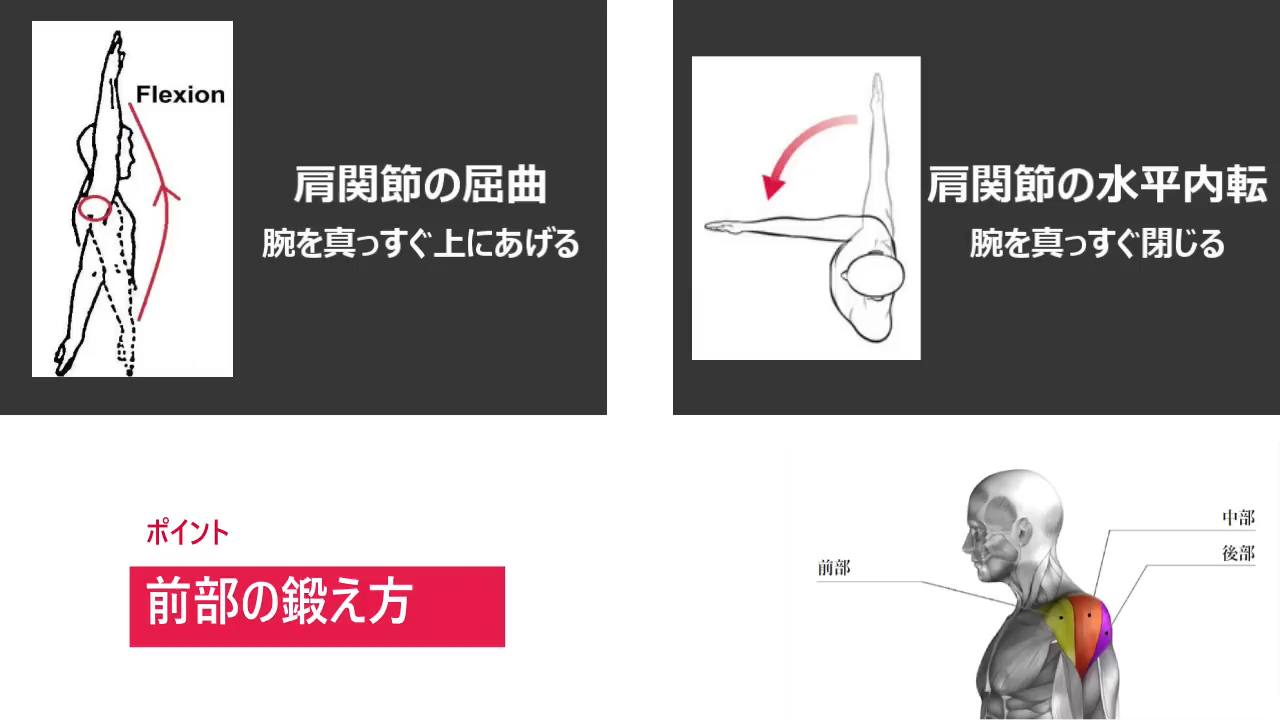 Flexion
肩関節の屈曲
腕を真っすぐ上にあげる
肩関節の水平内転
腕を真っすぐ閉じる
ポイント
前部の鍛え方
前部
中部
後部